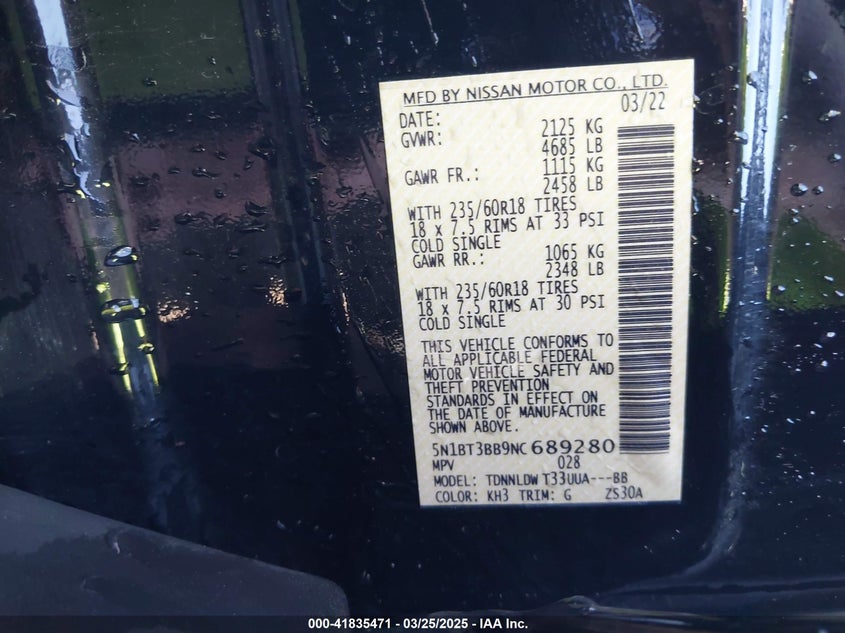 MFD BY NISSAN MOTOR CO., LTD.
DATE: 03/22
GVWR: 2125 KG
4685 LB
GAWR FR.: 1115 KG
2458 LB
WITH 235/60R18 TIRES
18 x 7.5 RIMS AT 33 PSI
COLD SINGLE
GAWR RR.: 1065 KG
2348 LB
WITH 235/60R18 TIRES
18 x 7.5 RIMS AT 30 PSI
COLD SINGLE
THIS VEHICLE CONFORMS TO
ALL APPLICABLE FEDERAL
MOTOR VEHICLE SAFETY AND
THEFT PREVENTION
STANDARDS IN EFFECT ON
THE DATE OF MANUFACTURE
SHOWN ABOVE.
5N1BT3BB9NC689280
MPV 028
MODEL: TDNNLDW T33UUA---BB
COLOR: KH3 TRIM: G ZS30A
000-41835471 - 03/25/2025 - IAA Inc.